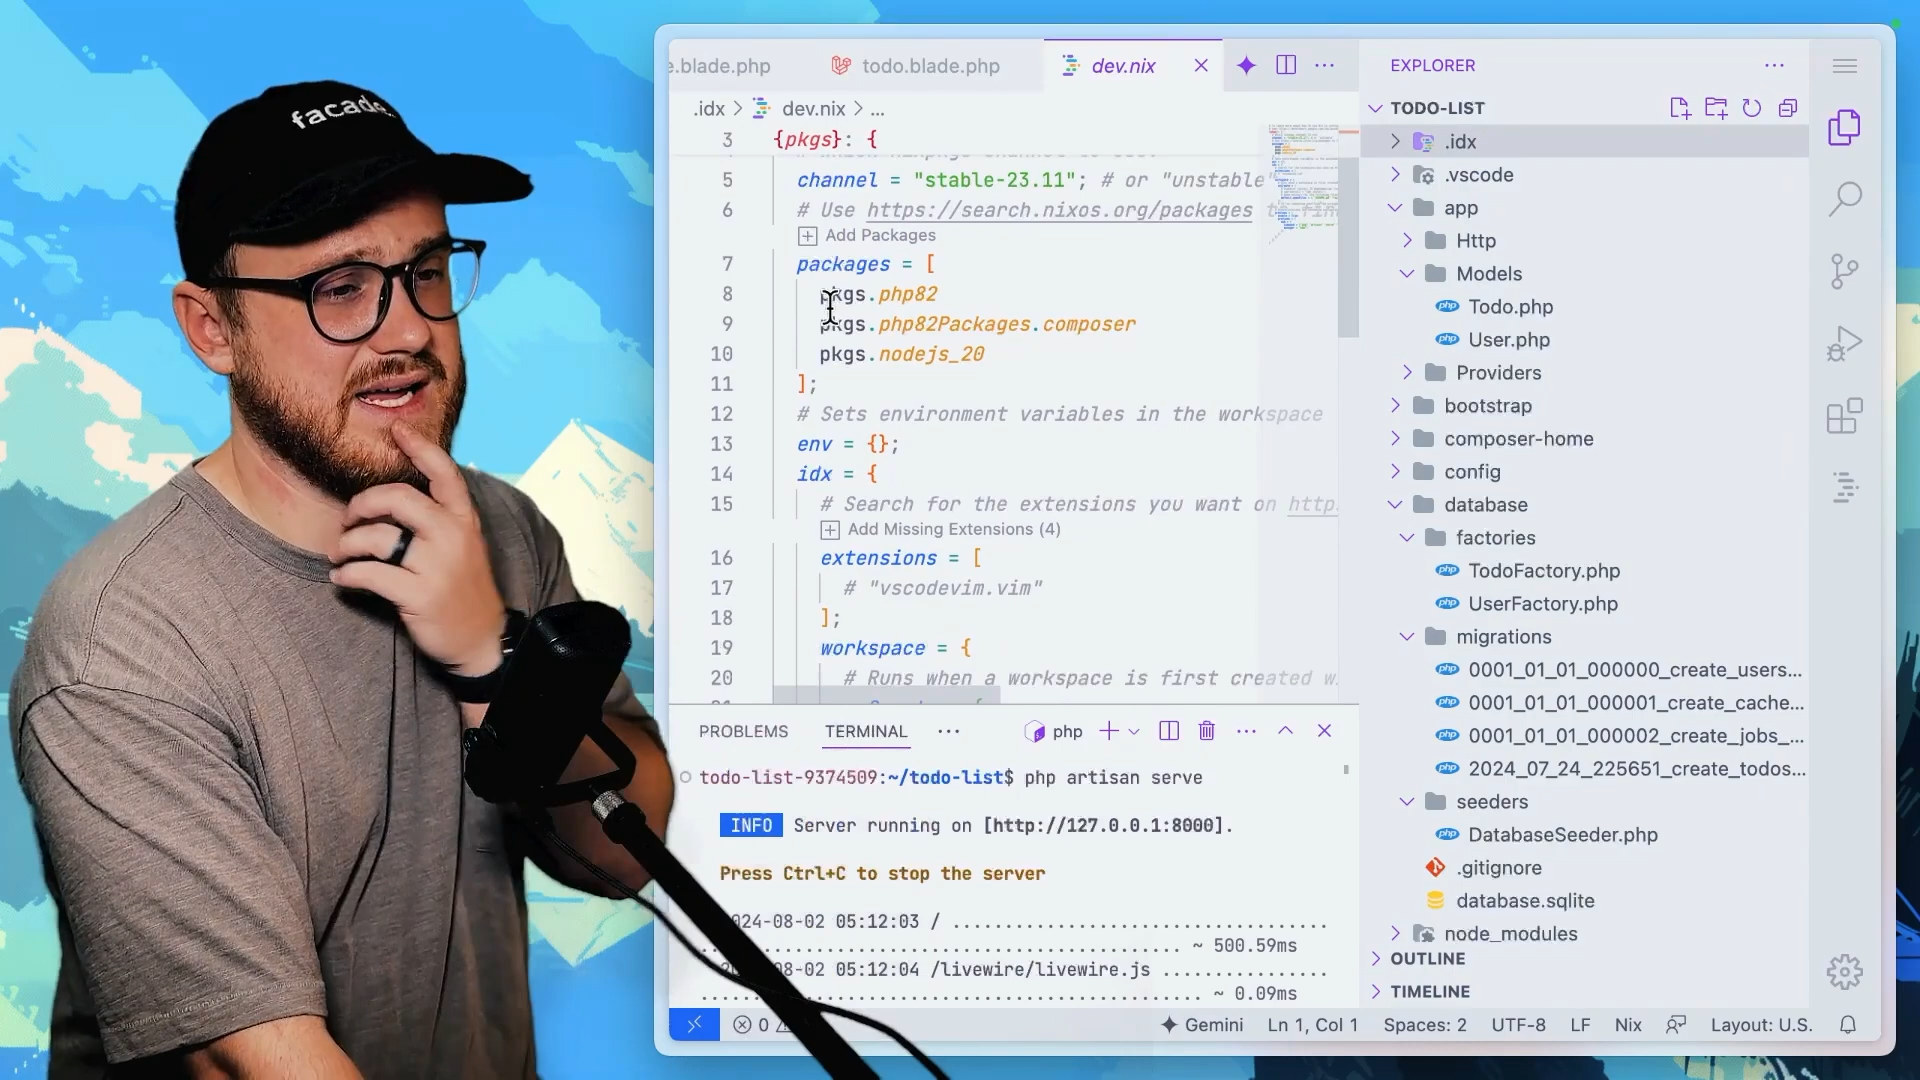 facade.
e.blade.php
todo.blade.php
dev.nix
EXPLORER
.idx > dev.nix > ...
3 {pkgs}: {
5 channel = "stable-23.11"; # or "unstable"
6 # Use https://search.nixos.org/packages
Add Packages
7 packages = [
8 pkgs.php82
9 pkgs.php82Packages.composer
10 pkgs.nodejs_20
11 ];
12 # Sets environment variables in the workspace
13 env = {};
14 idx = {
15 # Search for the extensions you want on http
Add Missing Extensions (4)
16 extensions = [
17 # "vscodevim.vim"
18 ];
19 workspace = {
20 # Runs when a workspace is first created
PROBLEMS
TERMINAL
php
todo-list-9374509:~/todo-list$ php artisan serve
INFO Server running on [http://127.0.0.1:8000].
Press Ctrl+C to stop the server
024-08-02 05:12:03 / ................................
........................................ ~ 500.59ms
08-02 05:12:04 /livewire/livewire.js ..............
.......................................... ~ 0.09ms
TODO-LIST
.idx
.vscode
app
Http
Models
Todo.php
User.php
Providers
bootstrap
composer-home
config
database
factories
TodoFactory.php
UserFactory.php
migrations
0001_01_01_000000_create_users...
0001_01_01_000001_create_cache...
0001_01_01_000002_create_jobs_...
2024_07_24_225651_create_todos...
seeders
DatabaseSeeder.php
.gitignore
database.sqlite
node_modules
OUTLINE
TIMELINE
0
Gemini
Ln 1, Col 1
Spaces: 2
UTF-8
LF
Nix
Layout: U.S.